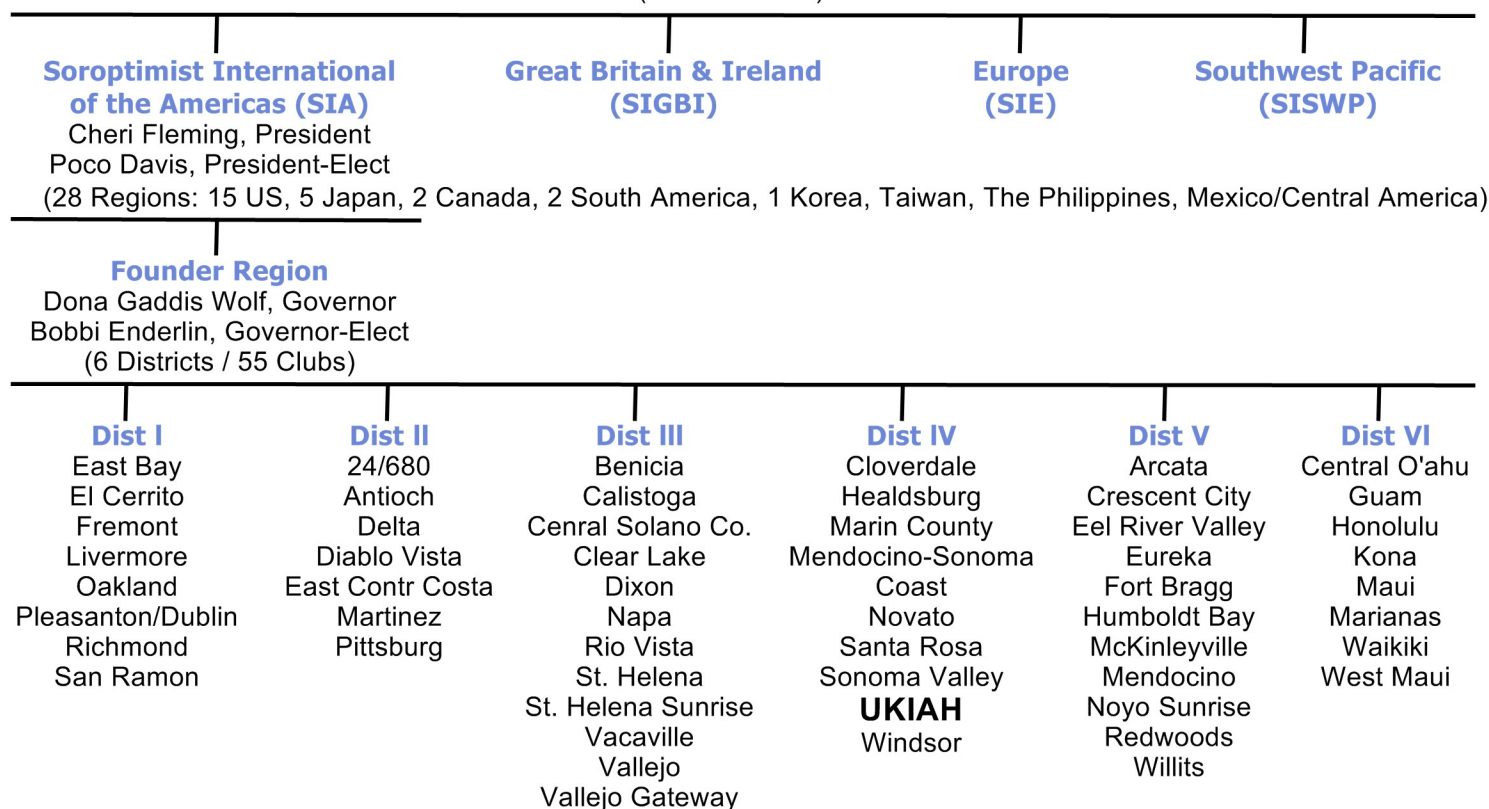 Soroptimist International
of the Americas (SIA)
Cheri Fleming, President
Poco Davis, President-Elect
(28 Regions: 15 US, 5 Japan, 2 Canada, 2 South America, 1 Korea, Taiwan, The Philippines, Mexico/Central America)
Great Britain & Ireland
(SIGBI)
Europe
(SIE)
Southwest Pacific
(SISWP)
Founder Region
Dona Gaddis Wolf, Governor
Bobbi Enderlin, Governor-Elect
(6 Districts / 55 Clubs)
Dist l
East Bay
El Cerrito
Fremont
Livermore
Oakland
Pleasanton/Dublin
Richmond
San Ramon
Dist ll
24/680
Antioch
Delta
Diablo Vista
East Contr Costa
Martinez
Pittsburg
Dist lll
Benicia
Calistoga
Cenral Solano Co.
Clear Lake
Dixon
Napa
Rio Vista
St. Helena
St. Helena Sunrise
Vacaville
Vallejo
Vallejo Gateway
Dist lV
Cloverdale
Healdsburg
Marin County
Mendocino-Sonoma
Coast
Novato
Santa Rosa
Sonoma Valley
UKIAH
Windsor
Dist V
Arcata
Crescent City
Eel River Valley
Eureka
Fort Bragg
Humboldt Bay
McKinleyville
Mendocino
Noyo Sunrise
Redwoods
Willits
Dist Vl
Central O'ahu
Guam
Honolulu
Kona
Maui
Marianas
Waikiki
West Maui